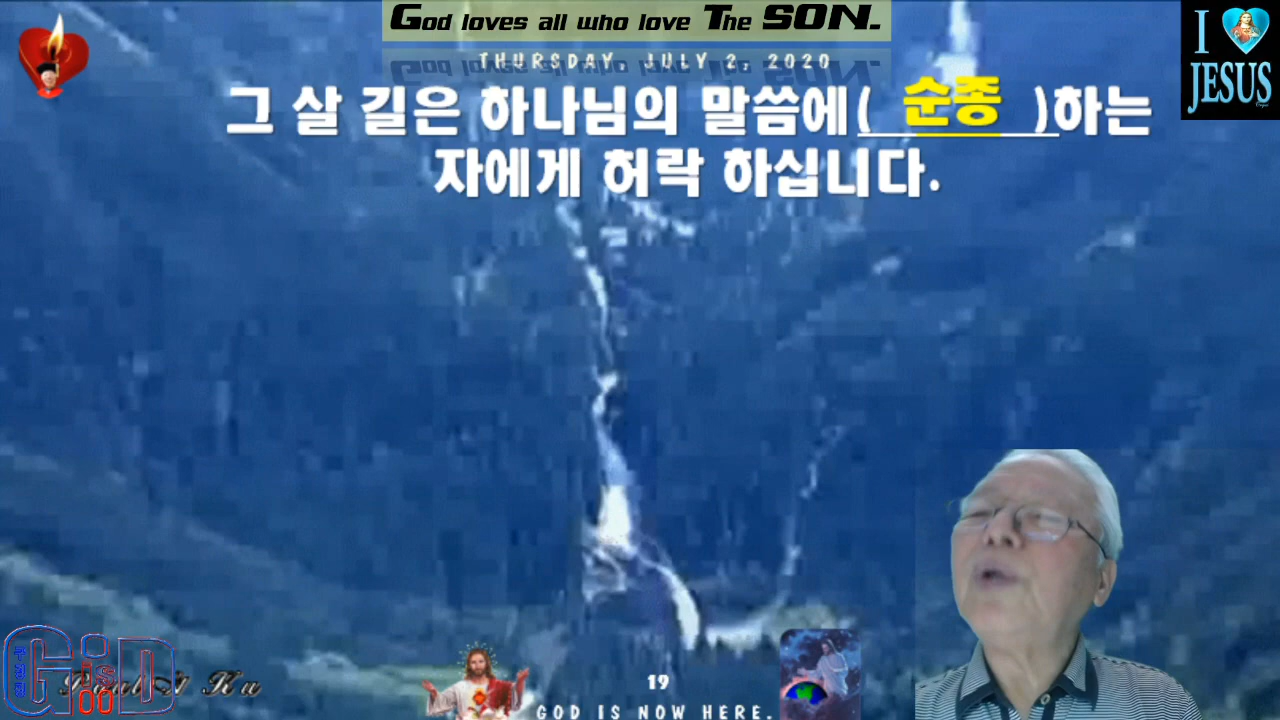 God loves all who love The SON.
THURSDAY, JULY 2, 2020
I
JESUS
그 살 길은 하나님의 말씀에( 순종 )하는
자에게 허락 하십니다.
GisD
Ku
19
GOD IS NOW HERE.